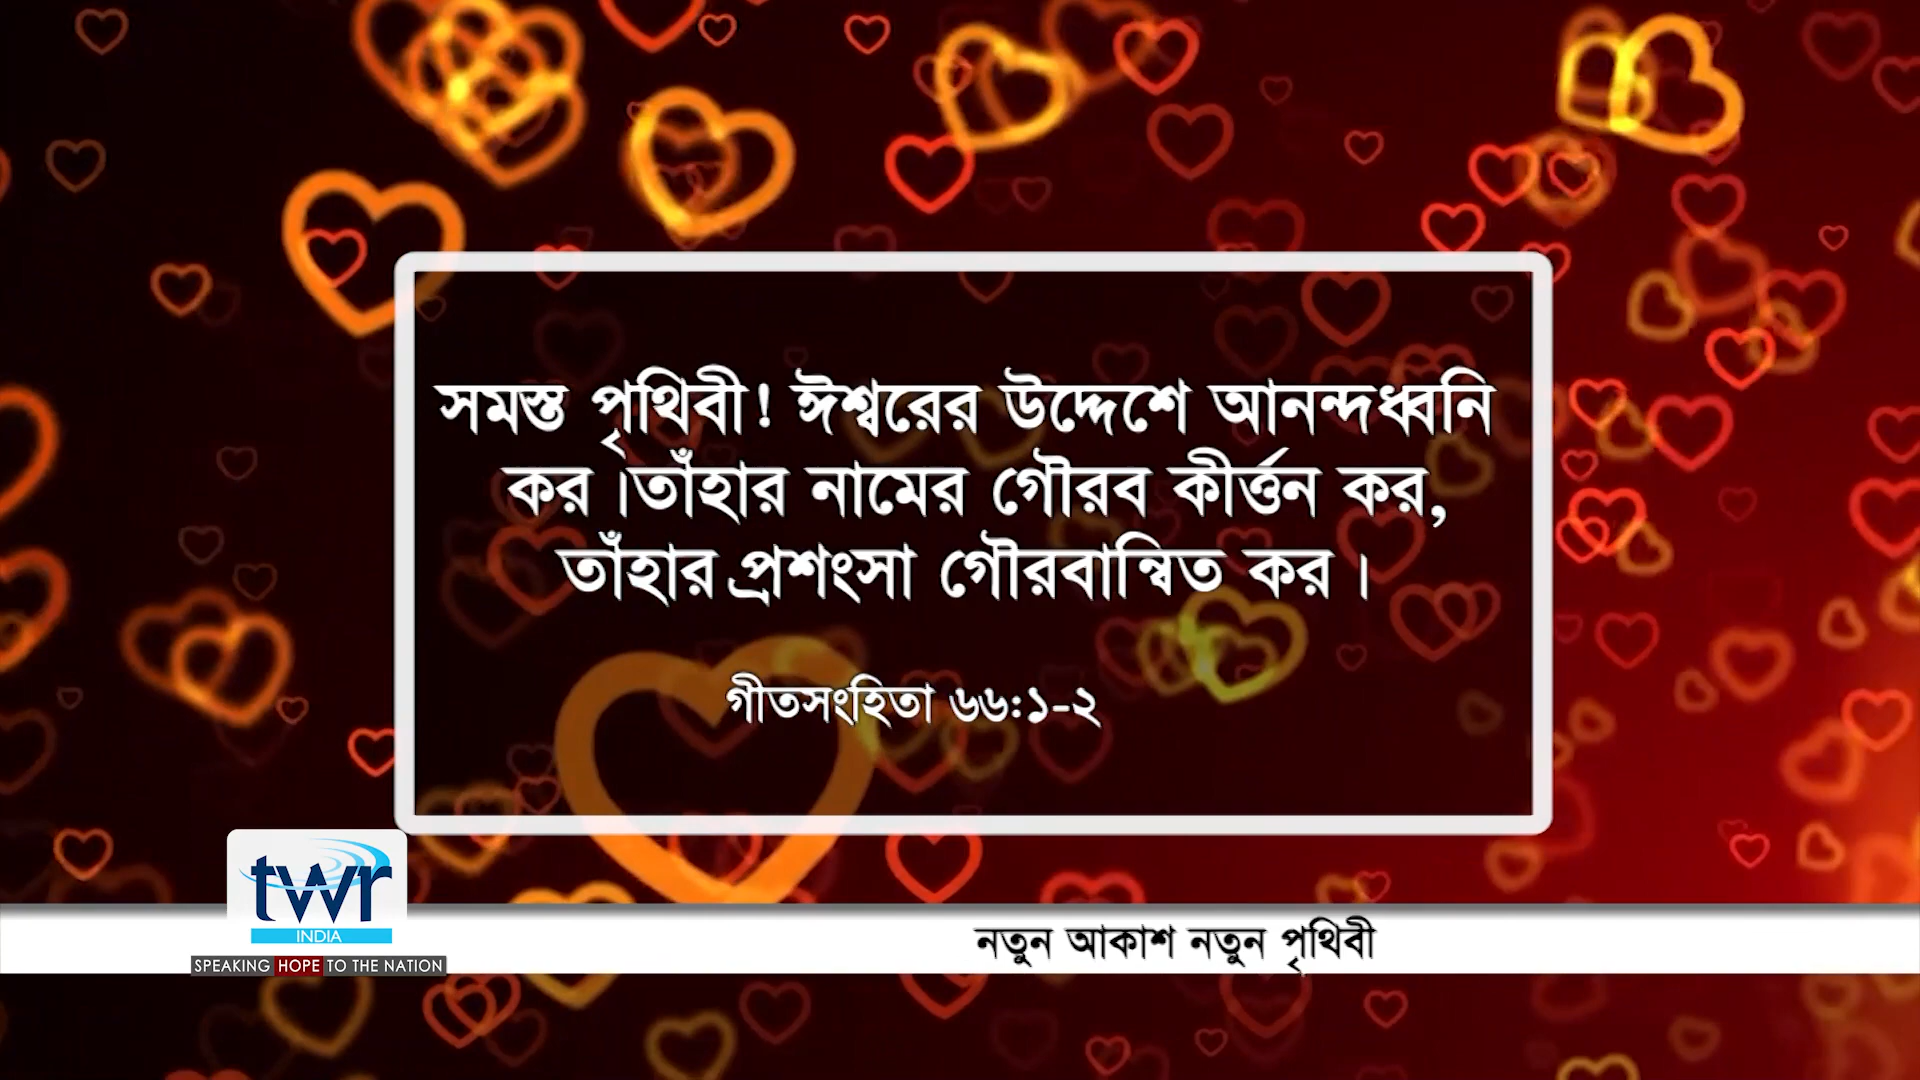 সমস্ত পৃথিবী! ঈশ্বরের উদ্দেশে আনন্দধ্বনি
কর।তাঁহার নামের গৌরব কীর্ত্তন কর,
তাঁহার প্রশংসা গৌরবান্বিত কর।
গীতসংহিতা ৬৬:১-২
twr
INDIA
SPEAKING HOPE TO THE NATION
নতুন আকাশ নতুন পৃথিবী